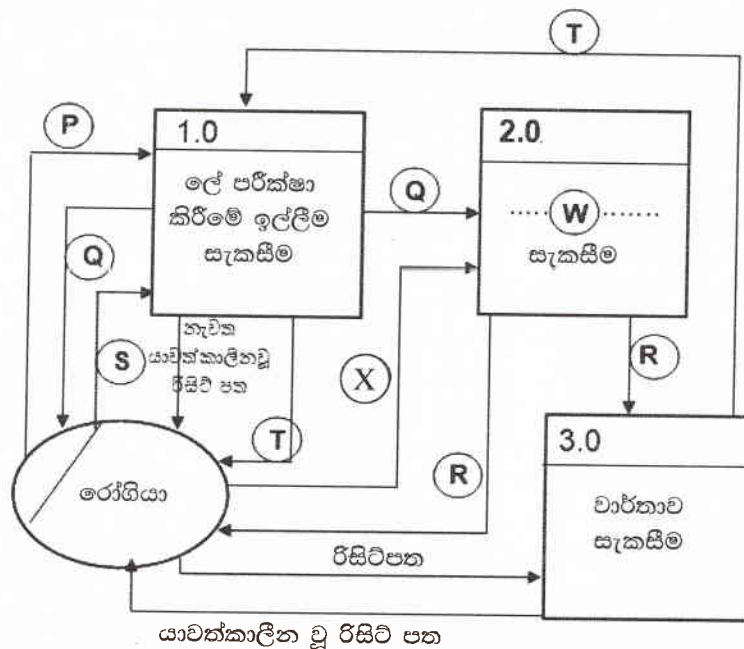 T
P
1.0
ලේ පරීක්ෂා
කිරීමේ ඉල්ලීම
සැකසීම
Q
2.0
...... W ........
සැකසීම
Q
S
නැවත
යාවත්කාලීනවූ
රිසිට් පත
X
R
T
R
3.0
වාර්තාව
සැකසීම
රෝගියා
රිසිට්පත
යාවත්කාලීන වූ රිසිට් පත